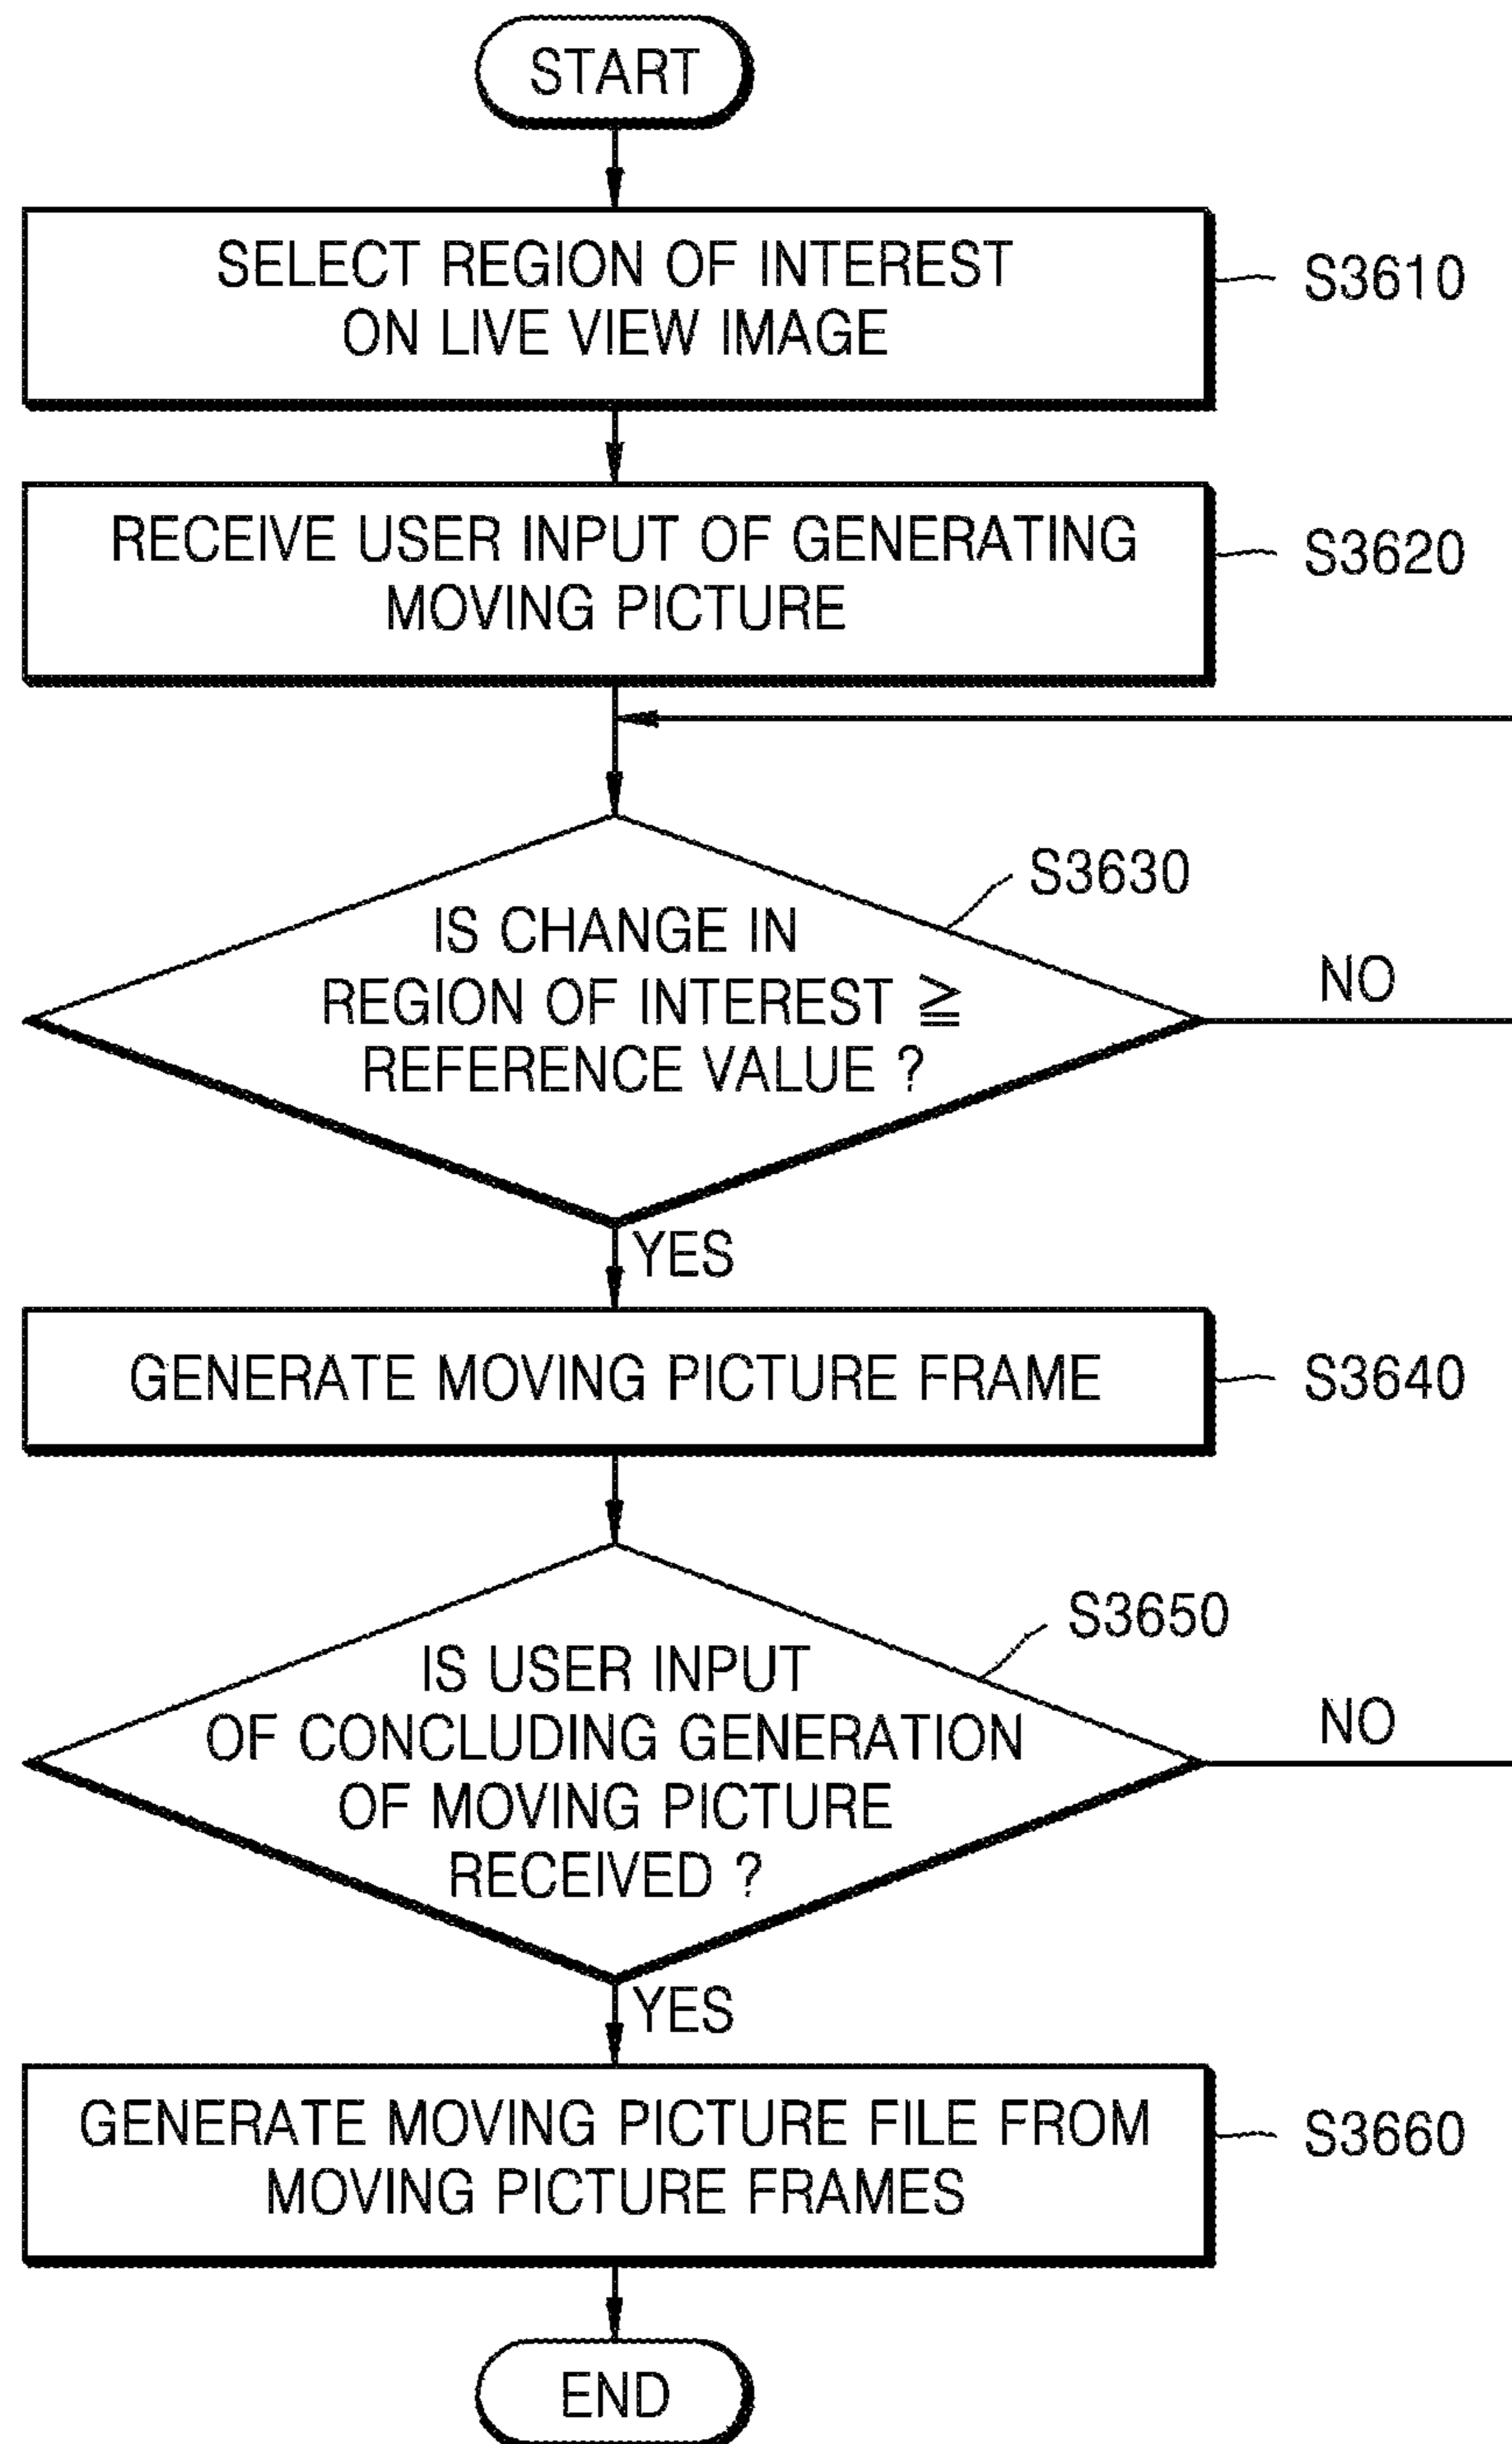 START
SELECT REGION OF INTEREST
ON LIVE VIEW IMAGE
S3610
RECEIVE USER INPUT OF GENERATING
MOVING PICTURE
S3620
S3630
IS CHANGE IN
REGION OF INTEREST ≧
REFERENCE VALUE ?
NO
YES
GENERATE MOVING PICTURE FRAME
S3640
S3650
IS USER INPUT
OF CONCLUDING GENERATION
OF MOVING PICTURE
RECEIVED ?
NO
YES
GENERATE MOVING PICTURE FILE FROM
MOVING PICTURE FRAMES
S3660
END